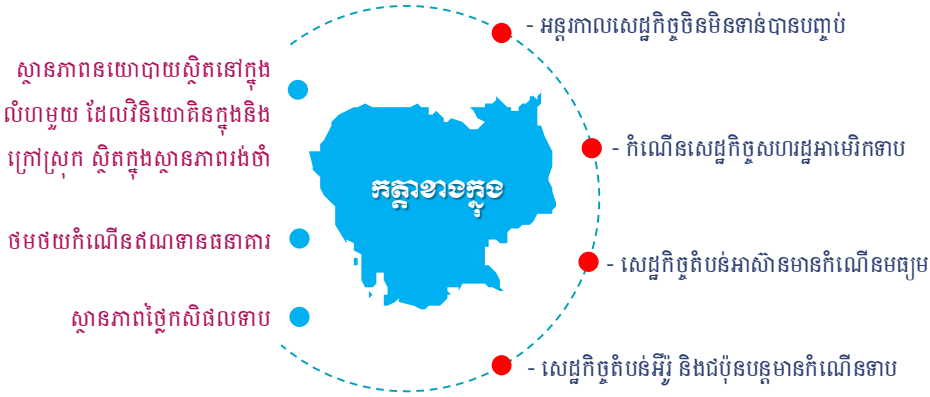 - អន្តរកាលសេដ្ឋកិច្ចចិនមិនទាន់បានបញ្ចប់
ស្ថានភាពនយោបាយស្ថិតនៅក្នុង
លំហមួយ ដែលវិនិយោគិនក្នុងនិង
ក្រៅស្រុក ស្ថិតក្នុងស្ថានភាពរង់ចាំ
- កំណើនសេដ្ឋកិច្ចសហរដ្ឋអាមេរិកទាប
កត្តាខាងក្នុង
ថមថយកំណើនឥណទានធនាគារ
- សេដ្ឋកិច្ចតំបន់អាស៊ានមានកំណើនមធ្យម
ស្ថានភាពថ្លៃកសិផលទាប
- សេដ្ឋកិច្ចតំបន់អ៊ឺរ៉ូ និងជប៉ុនបន្តមានកំណើនទាប